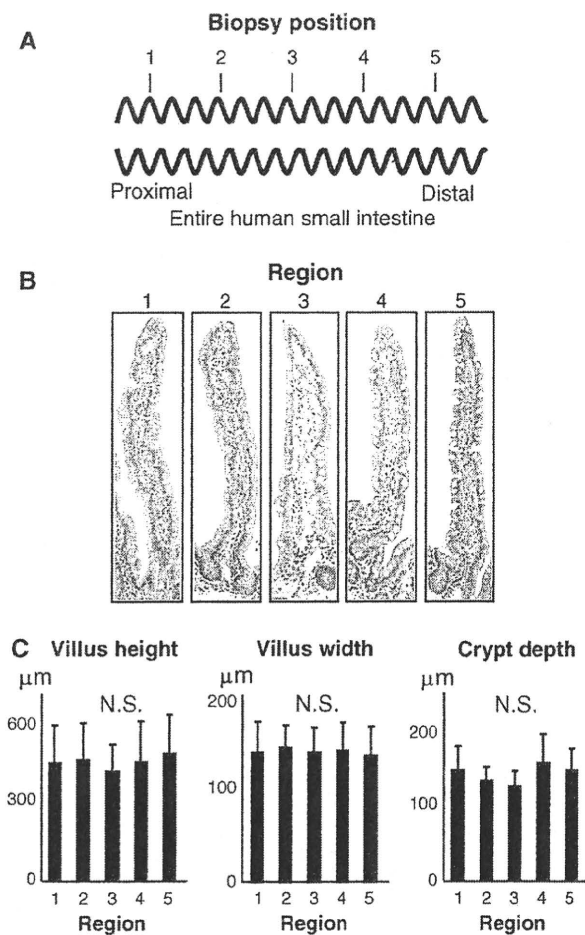 A
Biopsy position
1 2 3 4 5
Proximal Distal
Entire human small intestine
B
Region
1 2 3 4 5
C Villus height Villus width Crypt depth
μm μm μm
N.S. N.S. N.S.
600 200 200
300 100 100
0 0 0
1 2 3 4 5 1 2 3 4 5 1 2 3 4 5
Region Region Region